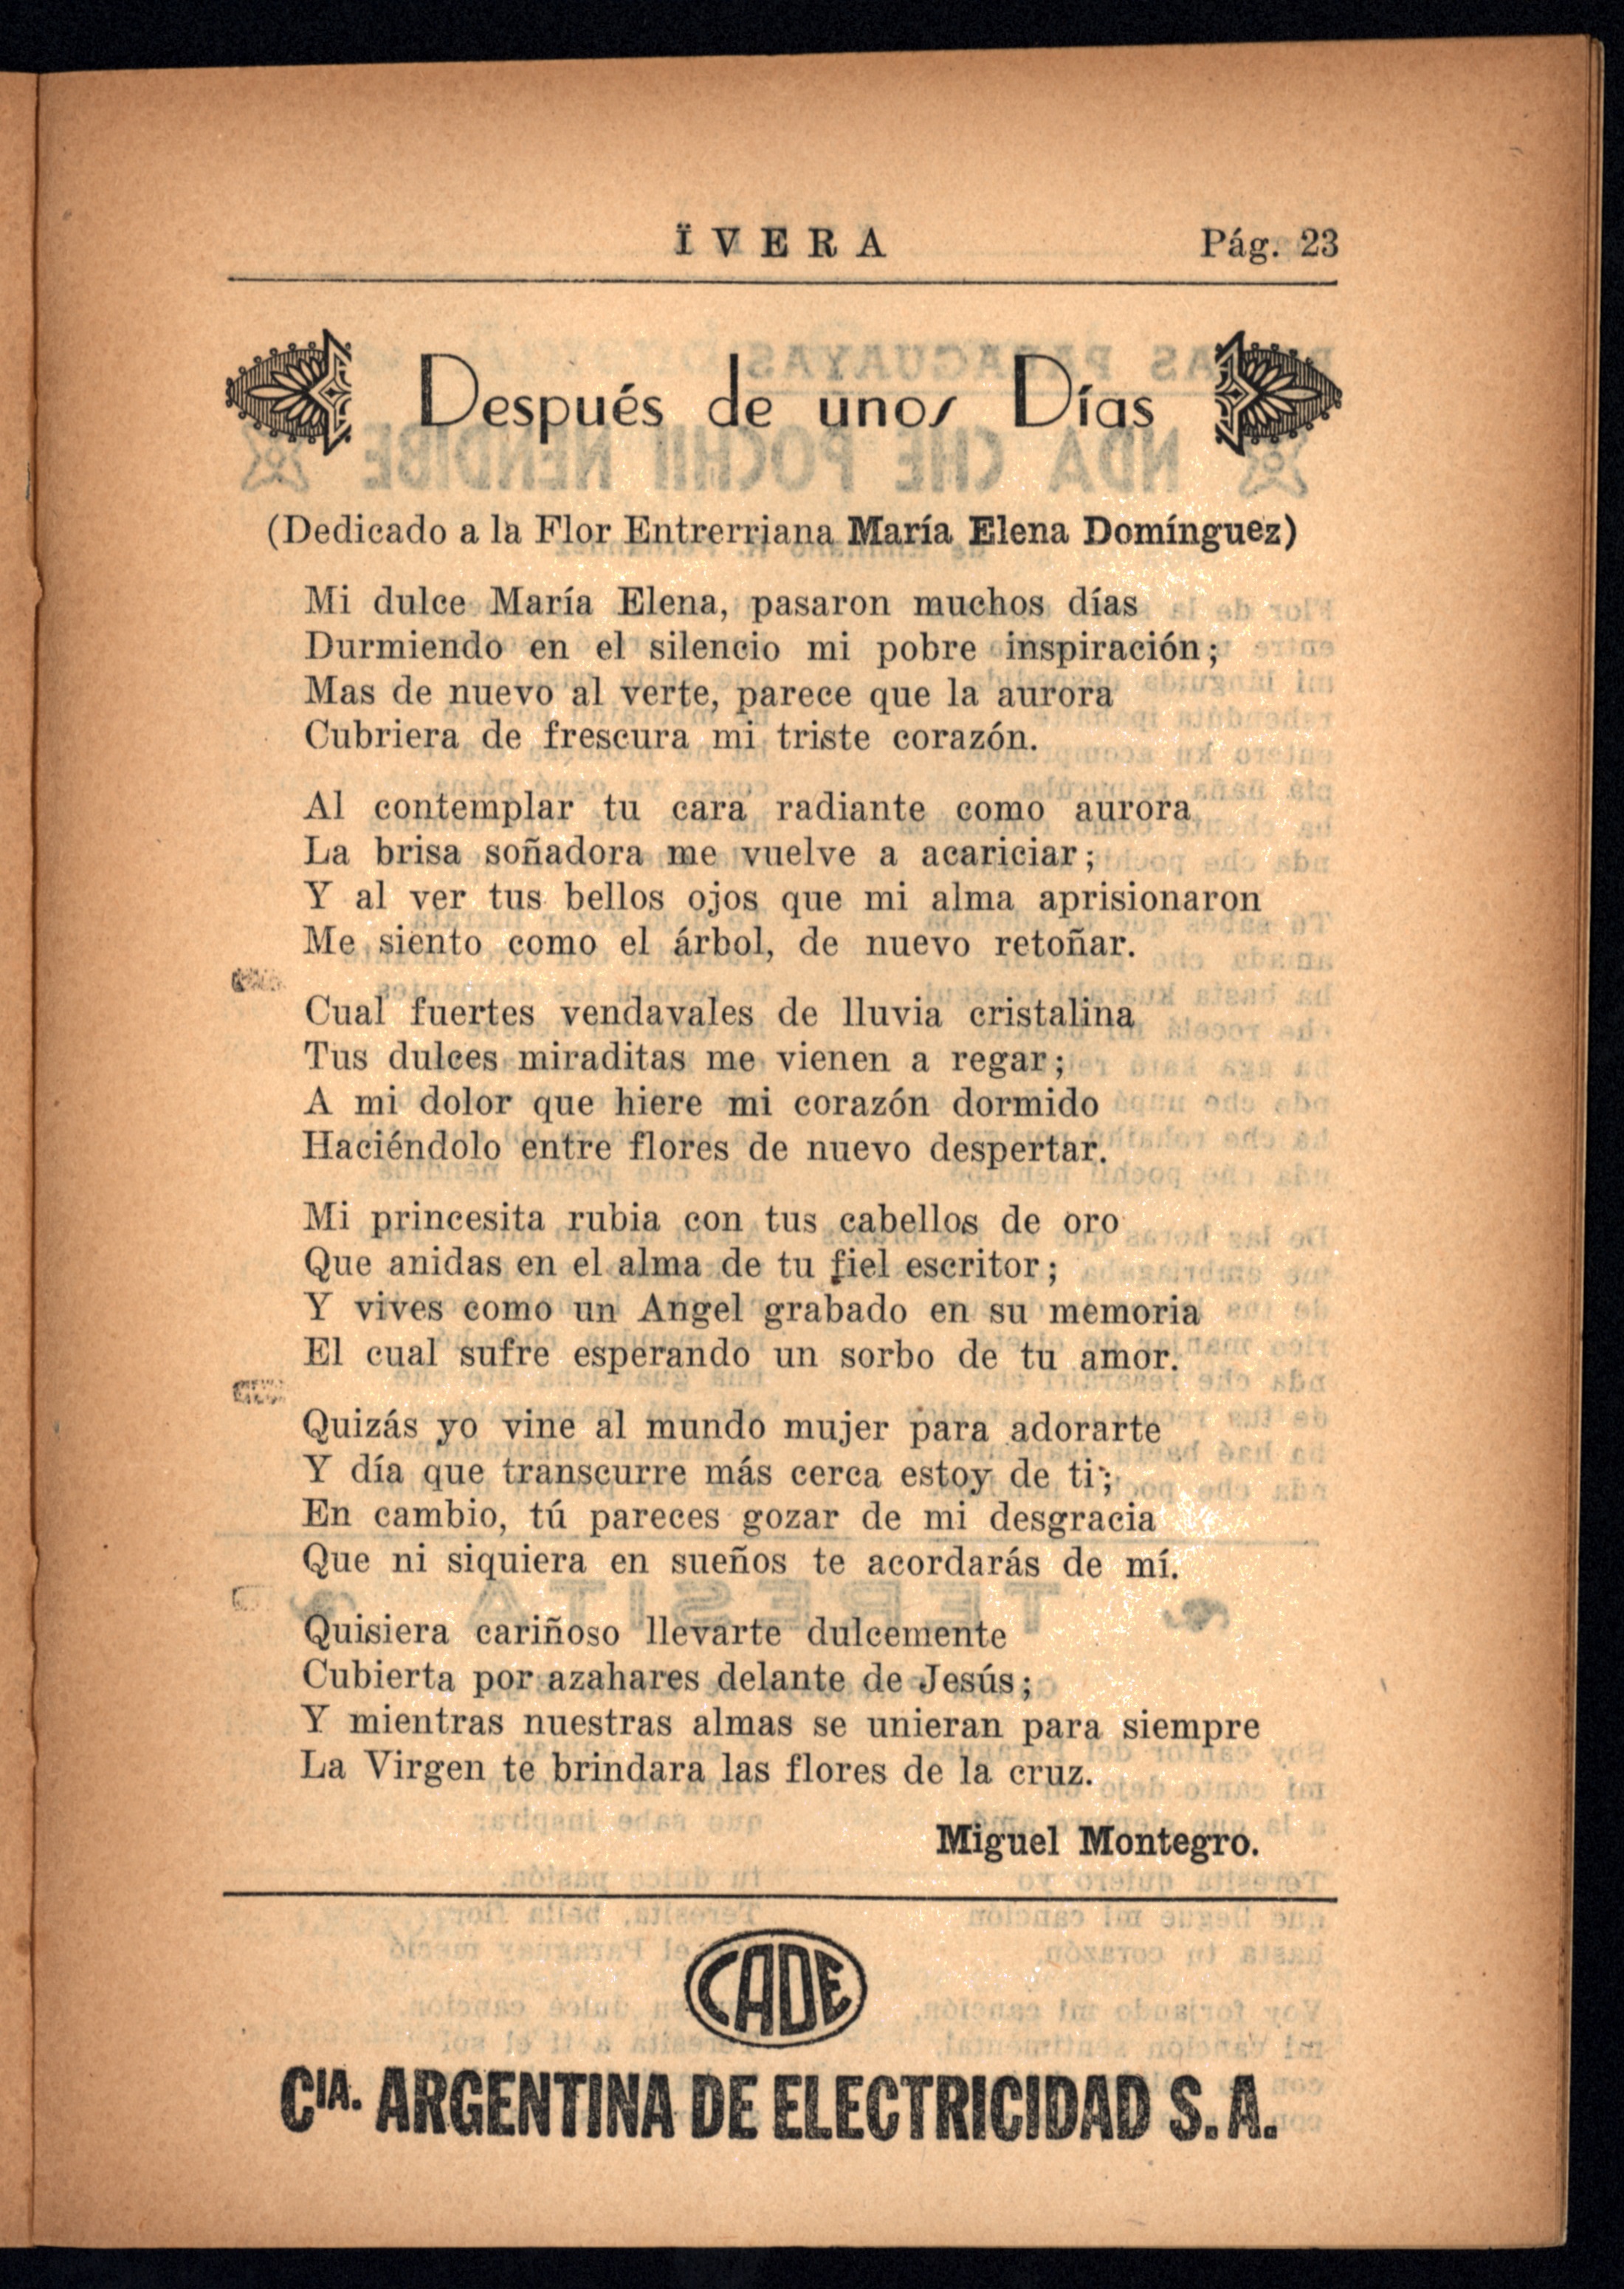 ÏVERA Pág. 23
Después de unos Días
(Dedicado a la Flor Entrerriana María Elena Domínguez)
Mi dulce María Elena, pasaron muchos días
Durmiendo en el silencio mi pobre inspiración;
Mas de nuevo al verte, parece que la aurora
Cubriera de frescura mi triste corazón.
Al contemplar tu cara radiante como aurora
La brisa soñadora me vuelve a acariciar;
Y al ver tus bellos ojos que mi alma aprisionaron
Me siento como el árbol, de nuevo retoñar.
Cual fuertes vendavales de lluvia cristalina
Tus dulces miraditas me vienen a regar;
A mi dolor que hiere mi corazón dormido
Haciéndolo entre flores de nuevo despertar.
Mi princesita rubia con tus cabellos de oro
Que anidas en el alma de tu fiel escritor;
Y vives como un Angel grabado en su memoria
El cual sufre esperando un sorbo de tu amor.
Quizás yo vine al mundo mujer para adorarte
Y día que transcurre más cerca estoy de ti;
En cambio, tú pareces gozar de mi desgracia
Que ni siquiera en sueños te acordarás de mí.
Quisiera cariñoso llevarte dulcemente
Cubierta por azahares delante de Jesús;
Y mientras nuestras almas se unieran para siempre
La Virgen te brindara las flores de la cruz.
Miguel Montegro.
CADE
CIA. ARGENTINA DE ELECTRICIDAD S. A.